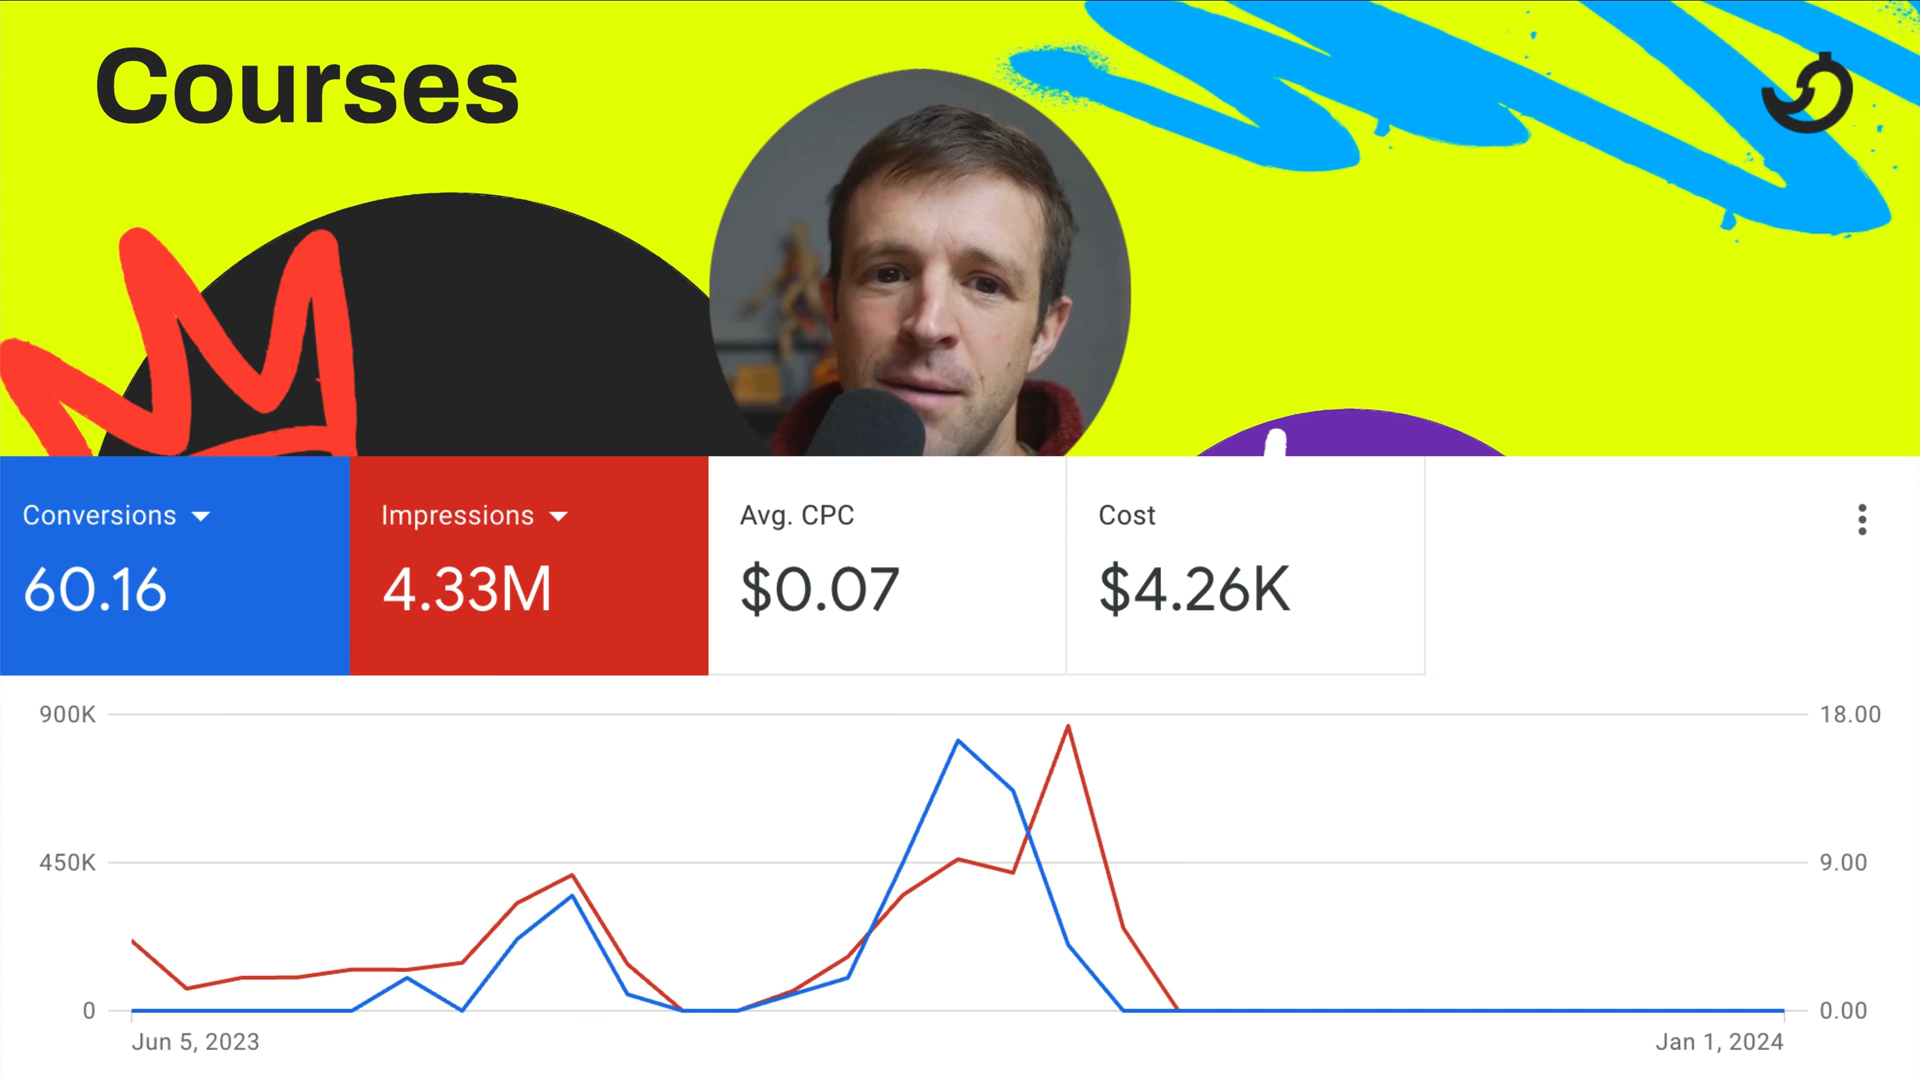 Courses
Conversions
Impressions
Avg. CPC
Cost
60.16
4.33M
$0.07
$4.26K
900K
18.00
450K
9.00
0
0.00
Jun 5, 2023
Jan 1, 2024